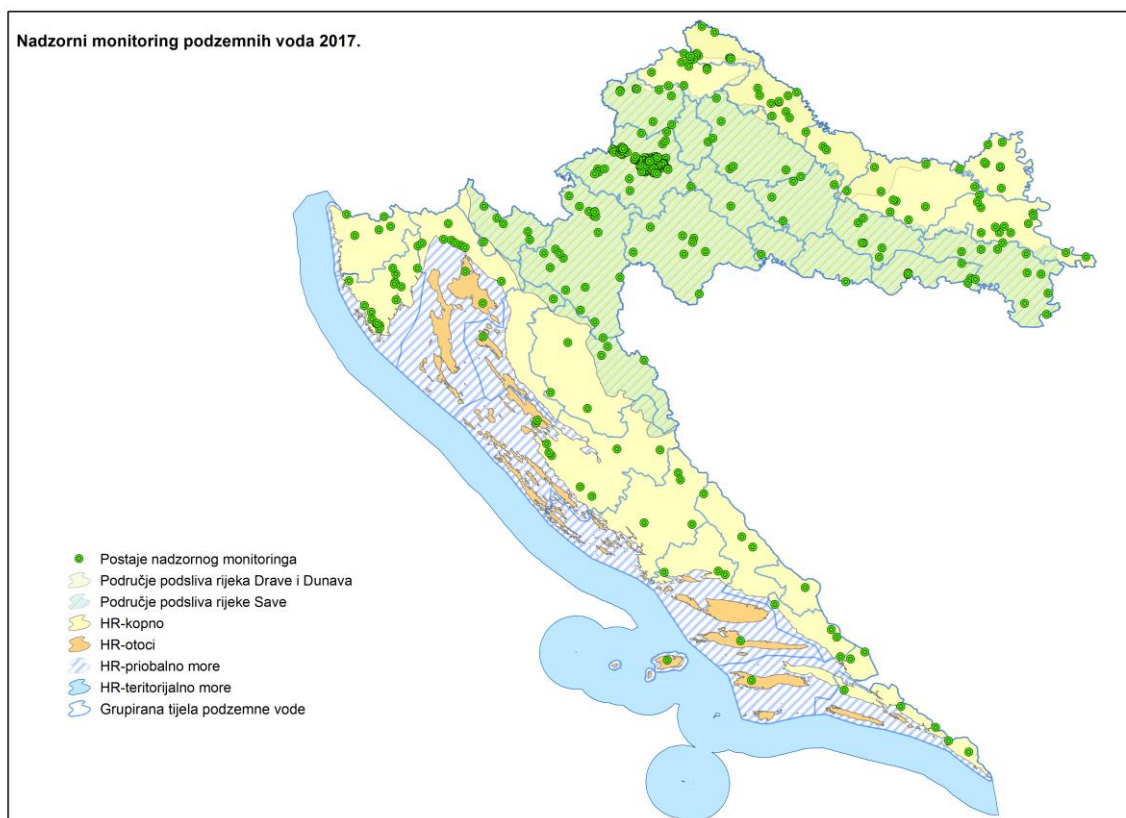 Nadzorni monitoring podzemnih voda 2017.
Postaje nadzornog monitoringa
Područje podsliva rijeka Drave i Dunava
Područje podsliva rijeke Save
HR-kopno
HR-otoci
HR-priobalno more
HR-teritorijalno more
Grupirana tijela podzemne vode